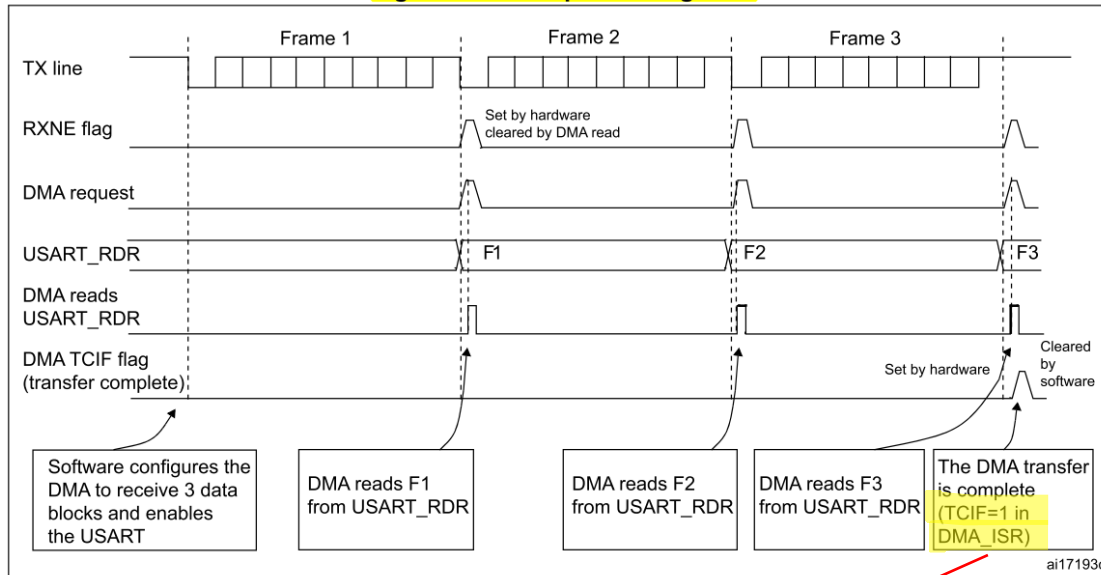 Frame 1
Frame 2
Frame 3
TX line
RXNE flag
Set by hardware
cleared by DMA read
DMA request
USART_RDR
F1
F2
F3
DMA reads
USART_RDR
DMA TCIF flag
(transfer complete)
Set by hardware
Cleared
by
software
Software configures the
DMA to receive 3 data
blocks and enables
the USART
DMA reads F1
from USART_RDR
DMA reads F2
from USART_RDR
DMA reads F3
from USART_RDR
The DMA transfer
is complete
(TCIF=1 in
DMA_ISR)